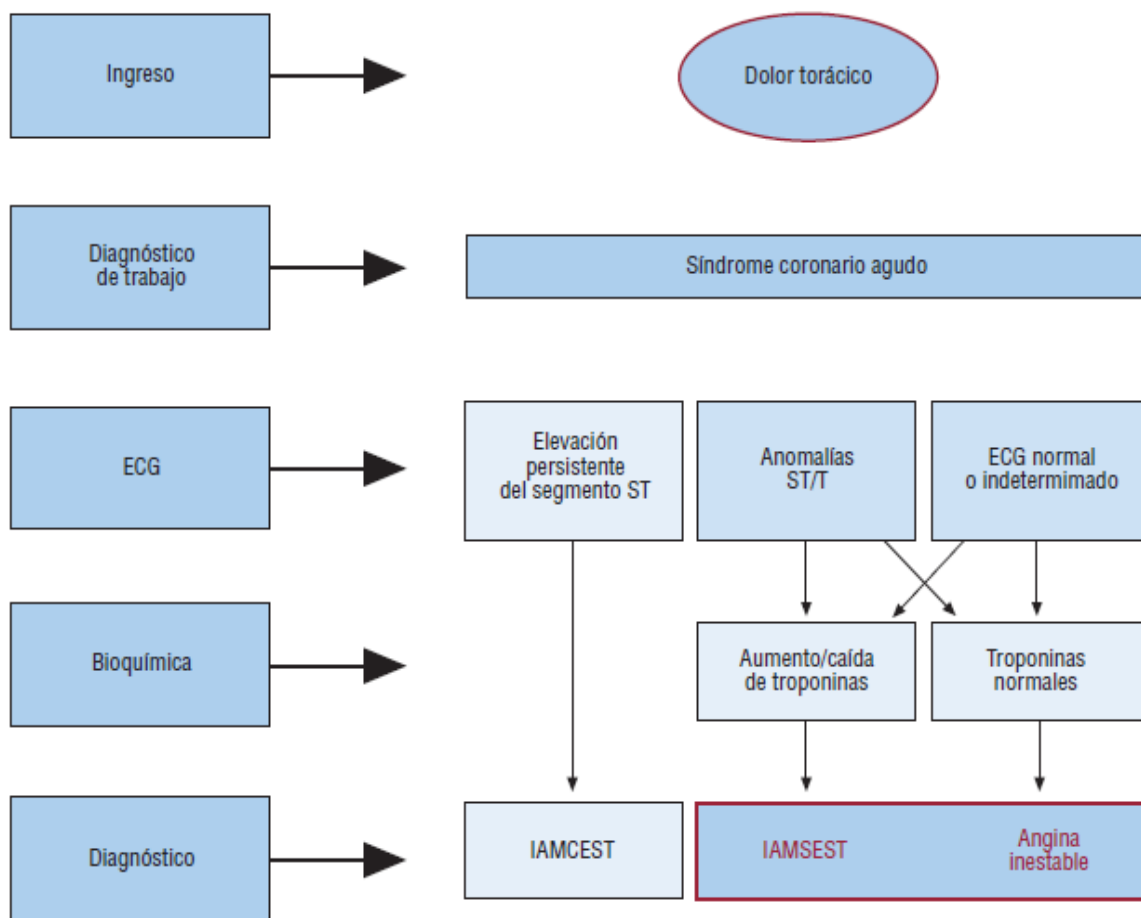 Ingreso
Dolor torácico
Diagnóstico
de trabajo
Síndrome coronario agudo
ECG
Elevación
persistente
del segmento ST
Anomalías
ST/T
ECG normal
o indetermimado
Bioquímica
Aumento/caída
de troponinas
Troponinas
normales
Diagnóstico
IAMCEST
IAMSEST
Angina
inestable